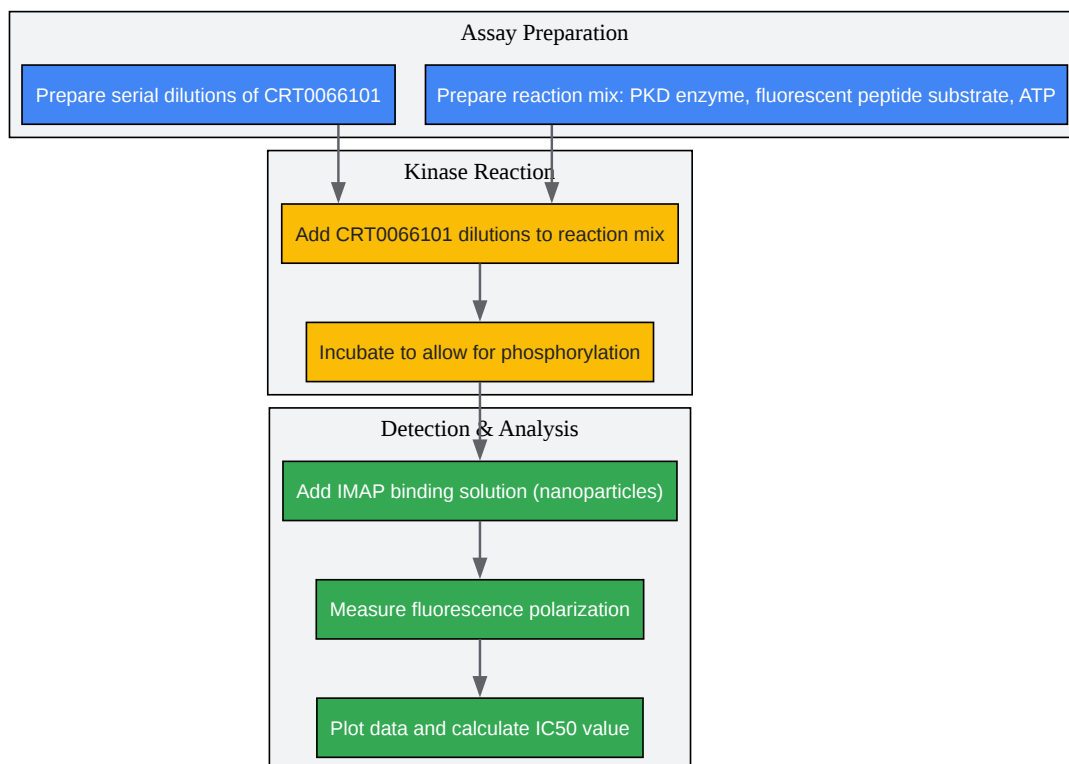 Assay Preparation
Prepare serial dilutions of CRT0066101
Prepare reaction mix: PKD enzyme, fluorescent peptide substrate, ATP
Kinase Reaction
Add CRT0066101 dilutions to reaction mix
Incubate to allow for phosphorylation
Detection & Analysis
Add IMAP binding solution (nanoparticles)
Measure fluorescence polarization
Plot data and calculate IC50 value